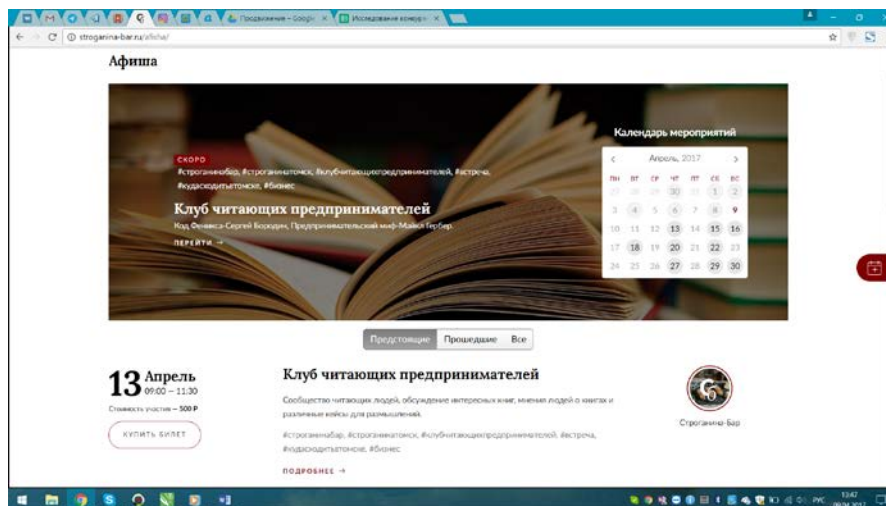 Продвижение – Google
Исследование конкур
stroganina-bar.ru/afisha/
Афиша
СКОРО
#строганинабар, #строганинатомск, #клубчитающихпредпринимателей, #встреча,
#кудасходитьвтомске, #бизнес
Клуб читающих предпринимателей
Код Феникса-Сергей Бородин, Предпринимательский миф-Майкл Гербер.
ПЕРЕЙТИ →
Календарь мероприятий
Апрель, 2017
ПН ВТ СР ЧТ ПТ СБ ВС
27 28 29 30 31 1 2
3 4 5 6 7 8 9
10 11 12 13 14 15 16
17 18 19 20 21 22 23
24 25 26 27 28 29 30
Предстоящие Прошедшие Все
13 Апрель
09:00 – 11:30
Стоимость участия – 500 Р
КУПИТЬ БИЛЕТ
Клуб читающих предпринимателей
Сообщество читающих людей, обсуждение интересных книг, мнения людей о книгах и
различные кейсы для размышлений.
#строганинабар, #строганинатомск, #клубчитающихпредпринимателей, #встреча,
#кудасходитьвтомске, #бизнес
ПОДРОБНЕЕ →
Строганина-Бар
РУС
13:47
09.04.2017